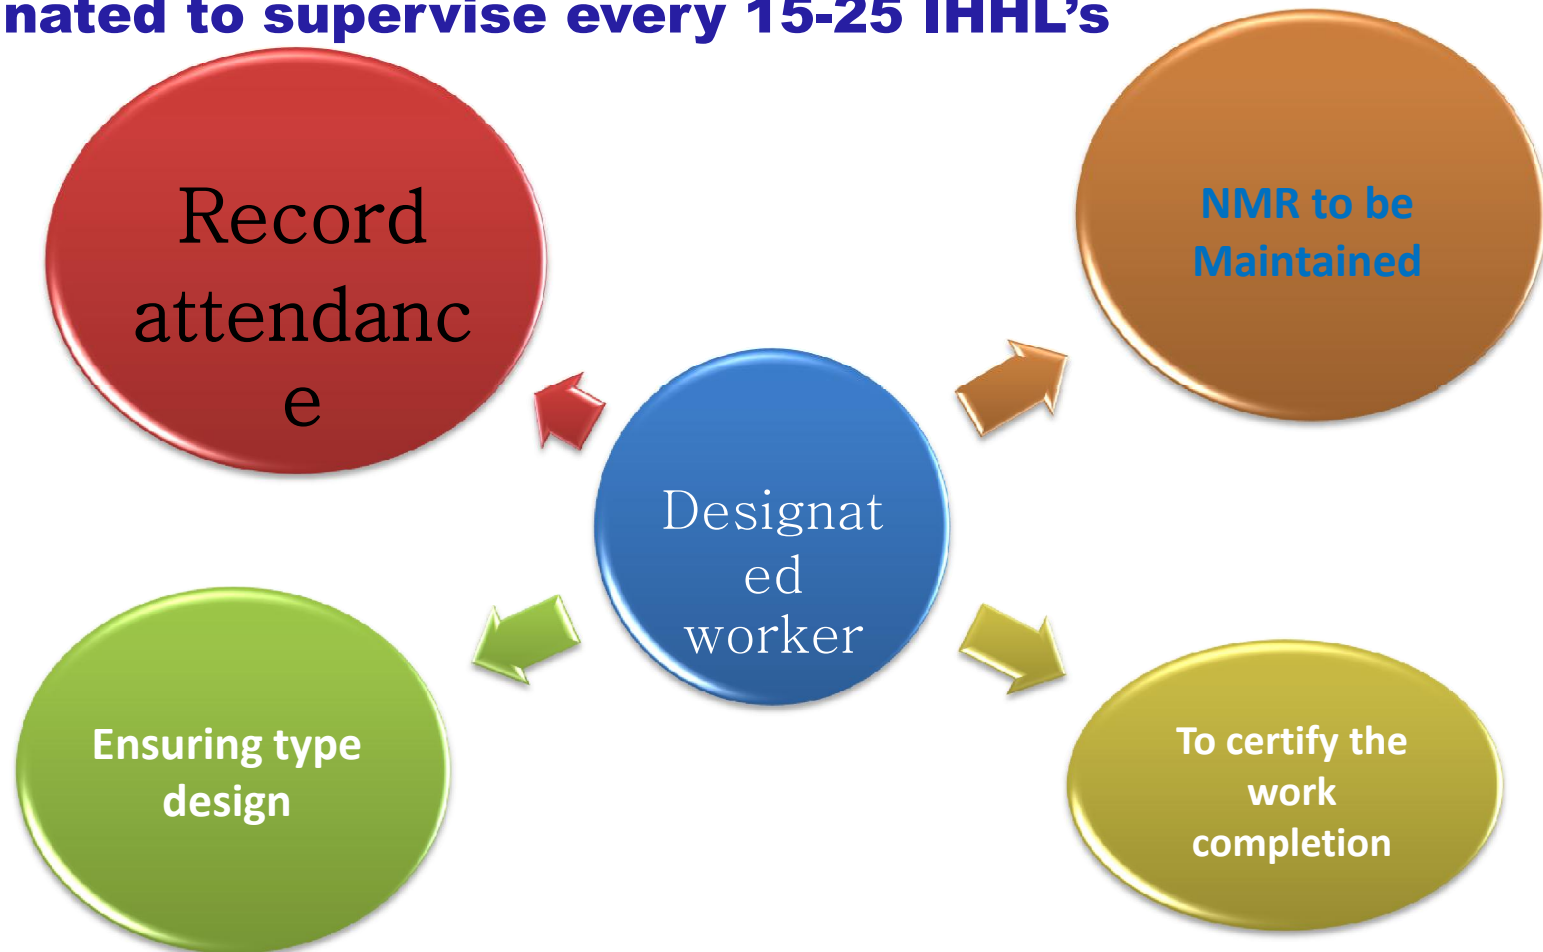 nated to supervise every 15-25 IHHL’s
Record
attendanc
e
NMR to be
Maintained
Designat
ed
worker
Ensuring type
design
To certify the
work
completion